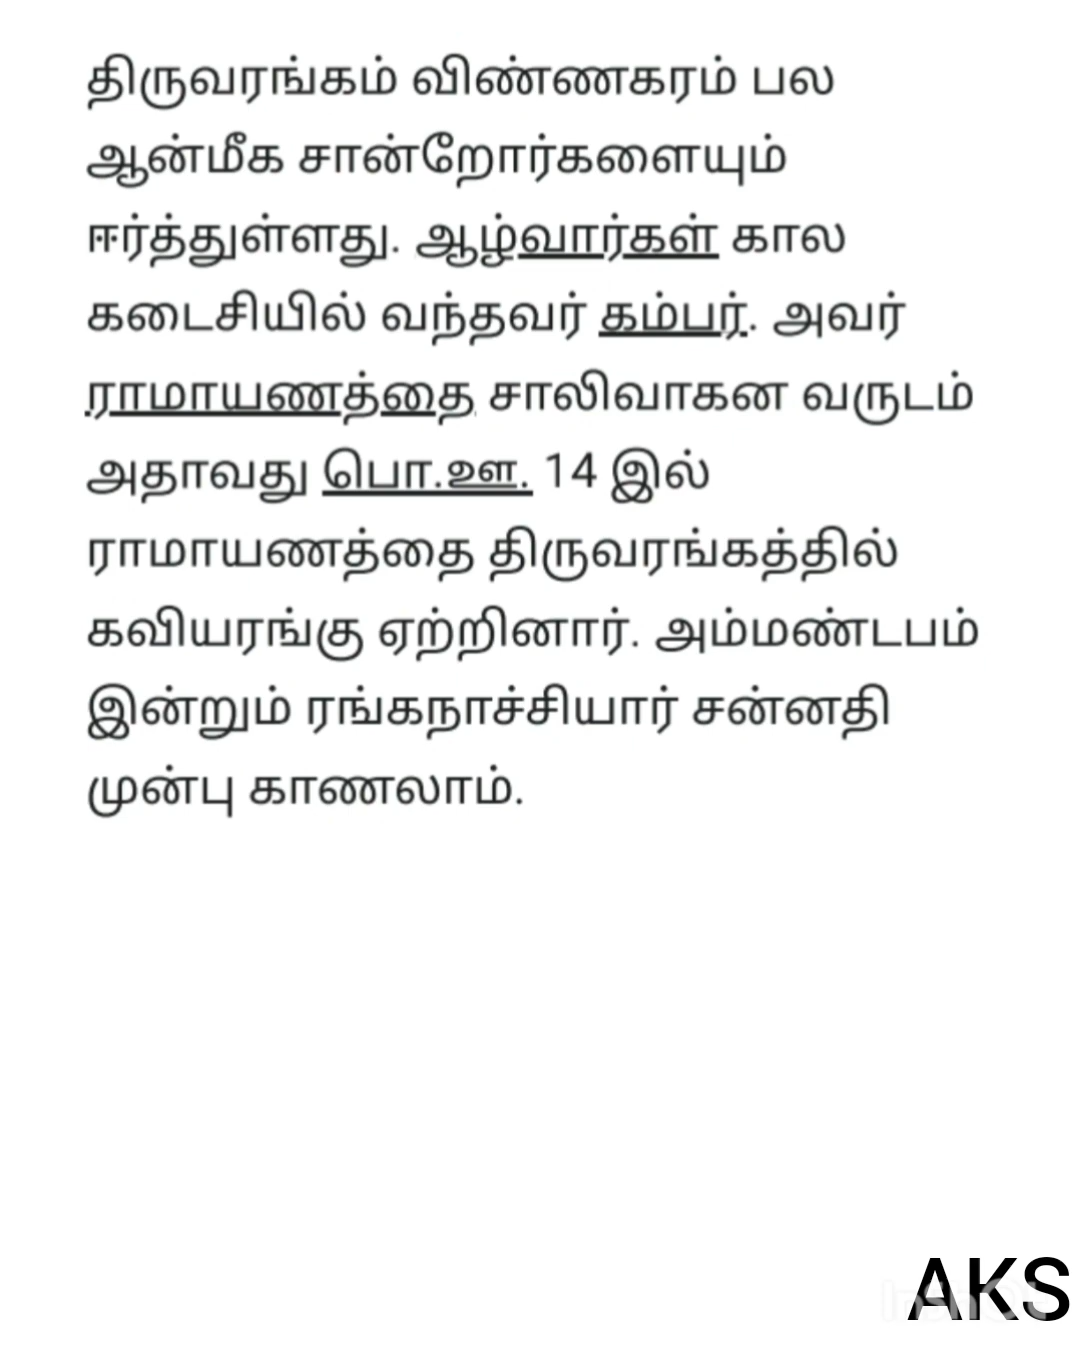 திருவரங்கம் விண்ணகரம் பல
ஆன்மீக சான்றோர்களையும்
ஈர்த்துள்ளது. ஆழ்வார்கள் கால
கடைசியில் வந்தவர் கம்பர். அவர்
ராமாயணத்தை சாலிவாகன வருடம்
அதாவது பொ.ஊ. 14 இல்
ராமாயணத்தை திருவரங்கத்தில்
கவியரங்கு ஏற்றினார். அம்மண்டபம்
இன்றும் ரங்கநாச்சியார் சன்னதி
முன்பு காணலாம்.
AKS